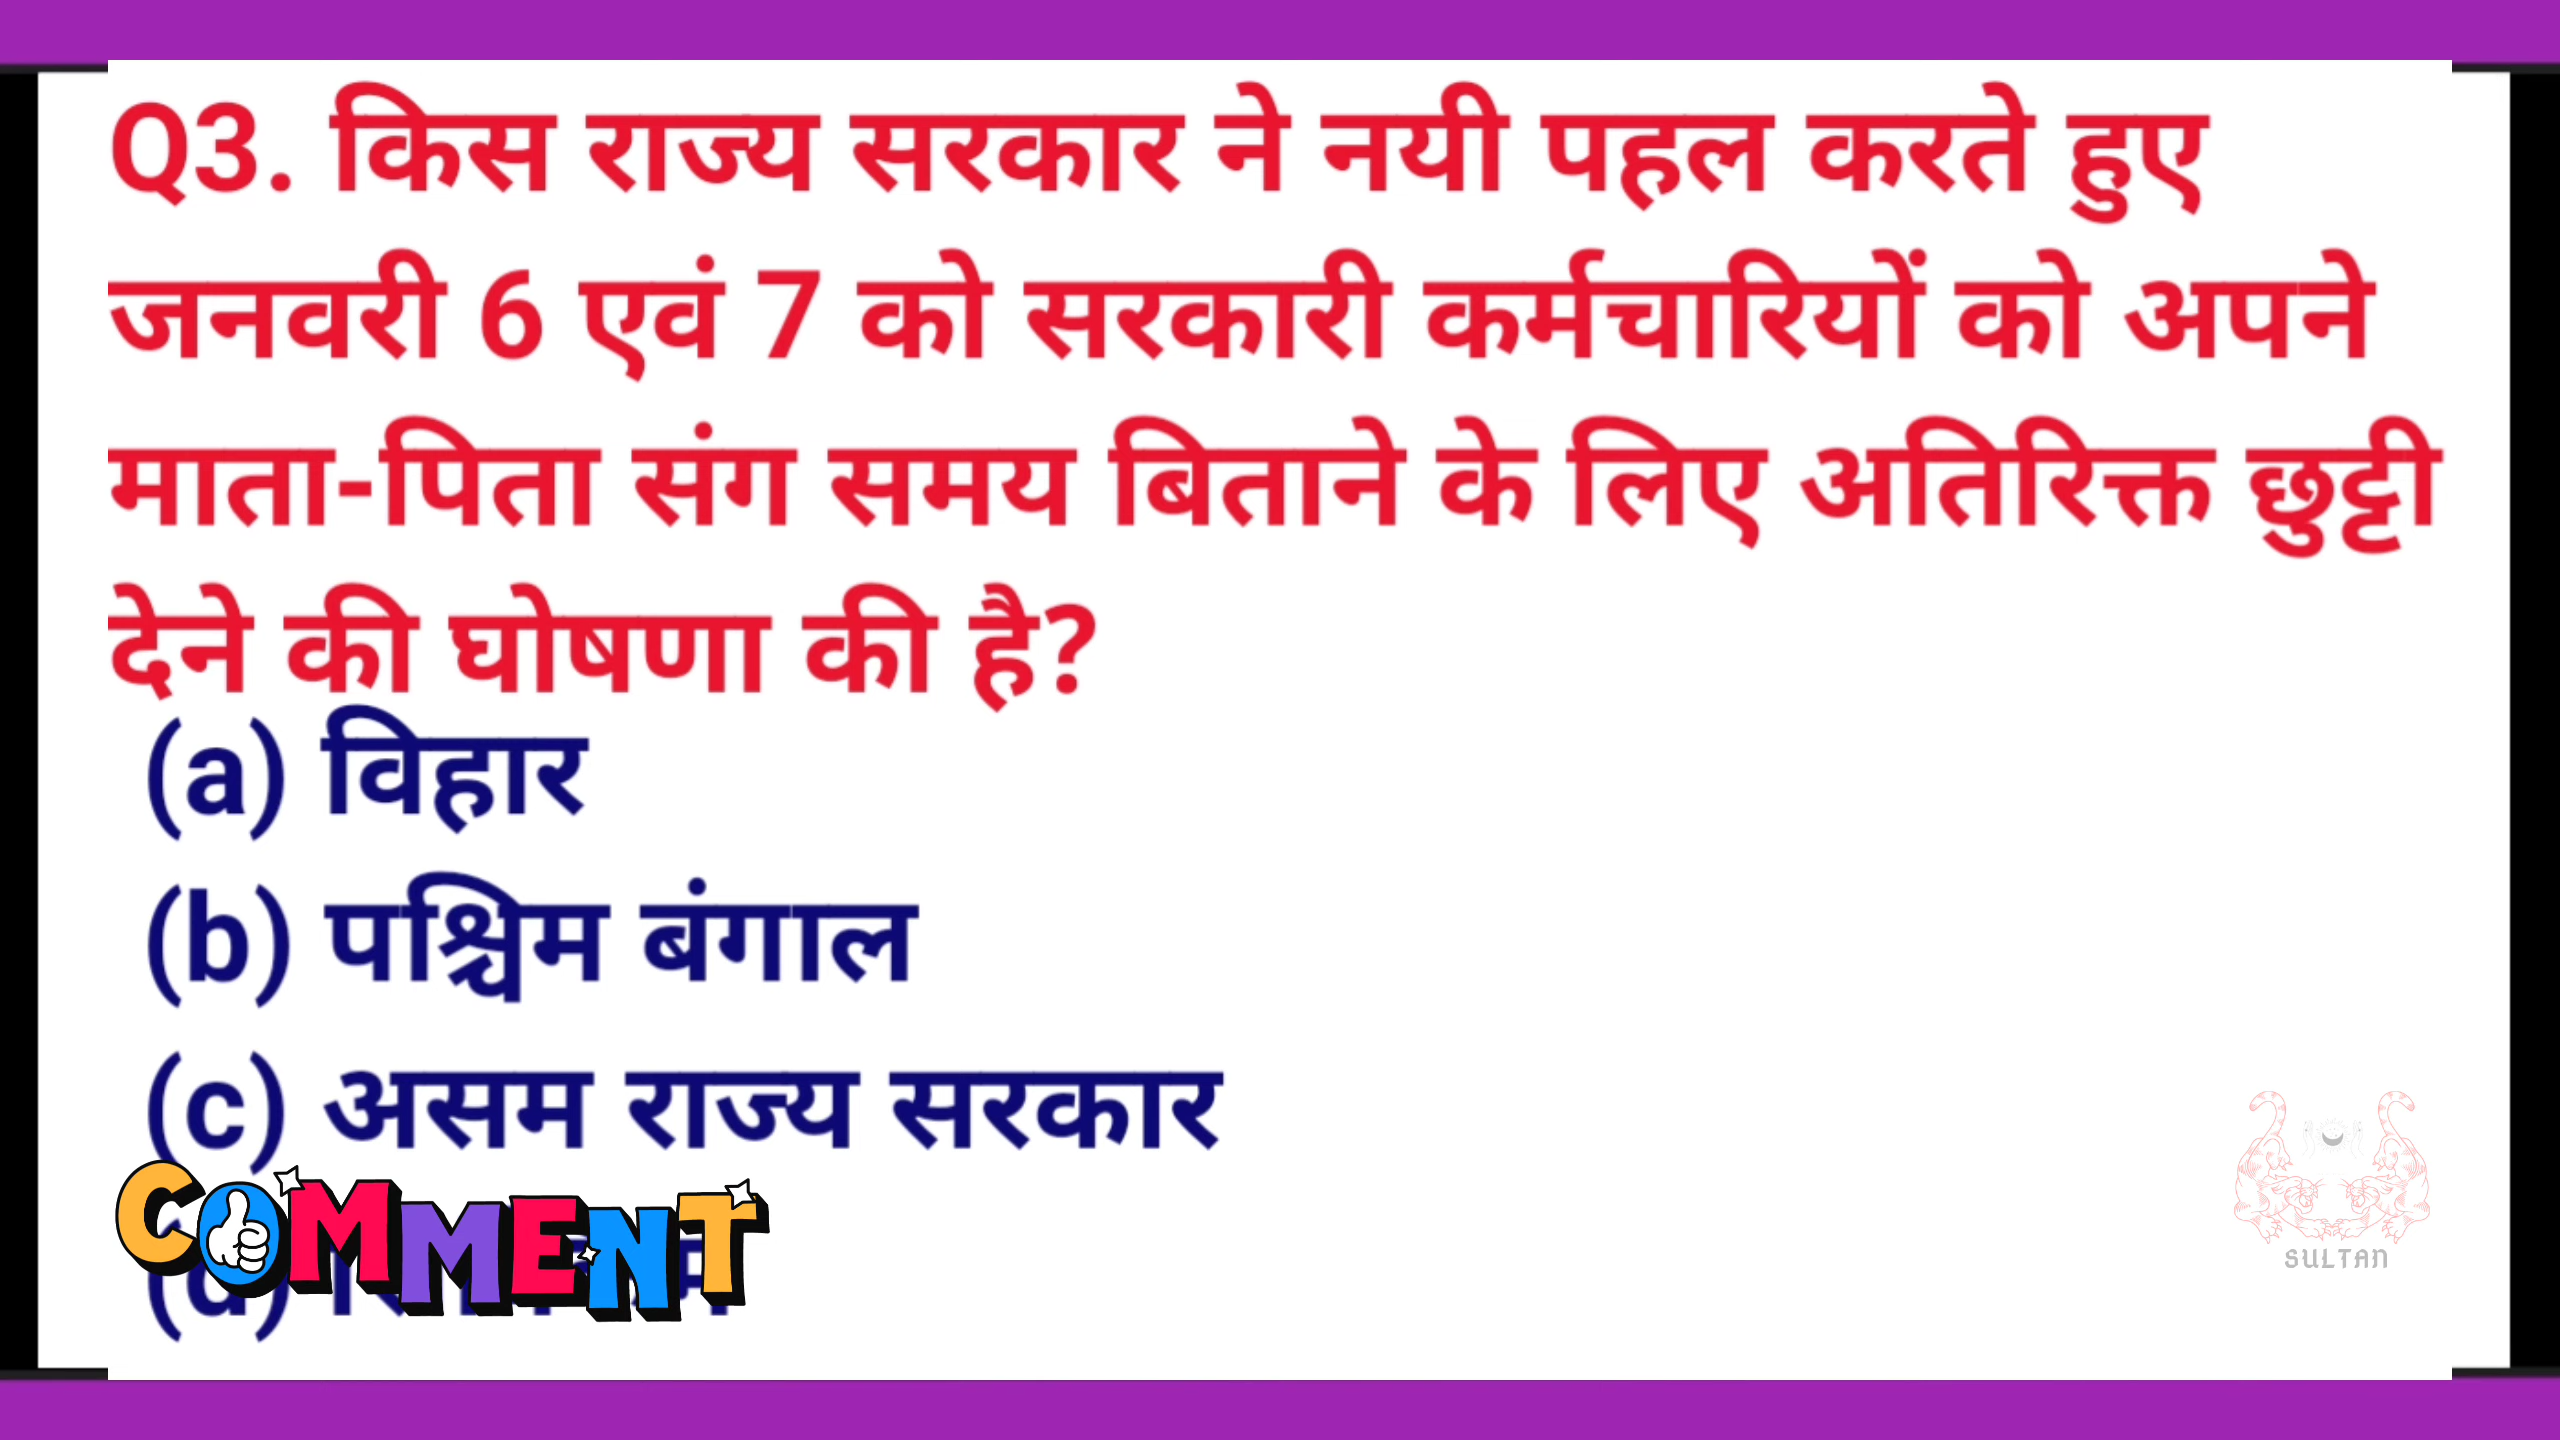 Q3. किस राज्य सरकार ने नयी पहल करते हुए
जनवरी 6 एवं 7 को सरकारी कर्मचारियों को अपने
माता-पिता संग समय बिताने के लिए अतिरिक्त छुट्टी
देने की घोषणा की है?
(a) विहार
(b) पश्चिम बंगाल
(c) असम राज्य सरकार
COMMENT
(d)
SULTAN